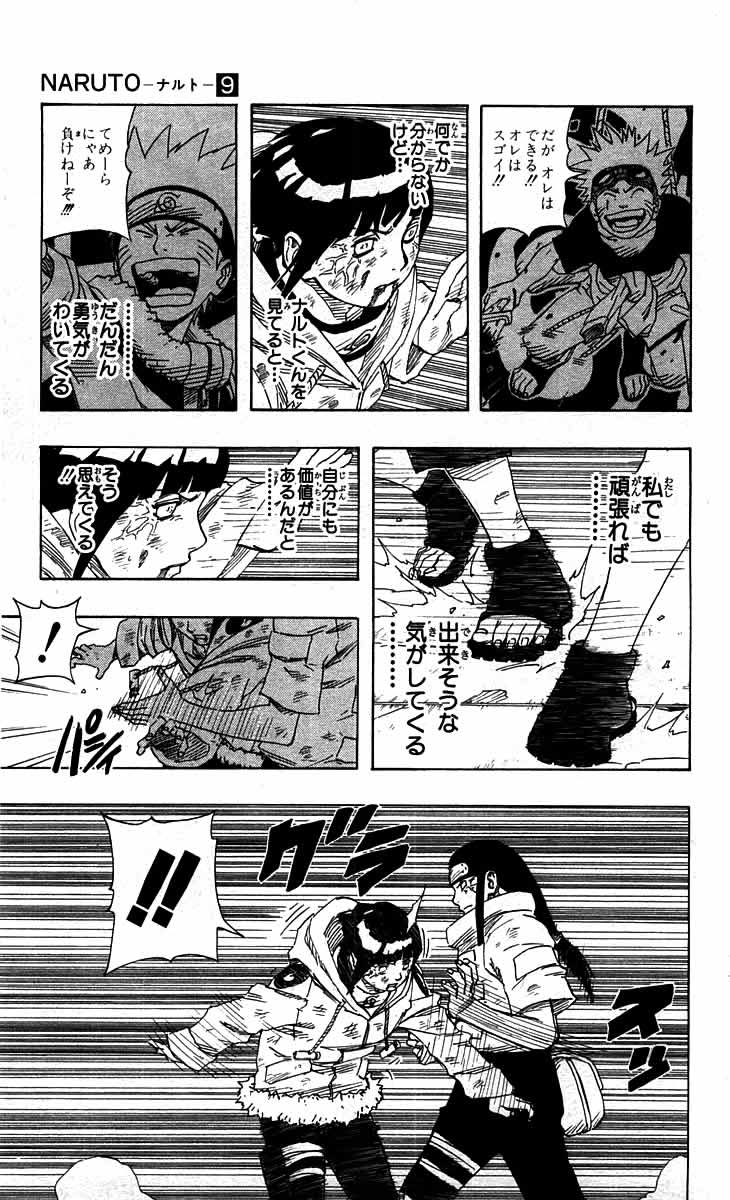 NARUTO―ナルト― 9
だが オレは
できる!!
オレは
スゴイ!!
何でか
分からない
けど…
ナルトくんを
見てると…
てめーら
にゃあ
負けねーぞ!!!
…………
だんだん
勇気が
わいてくる
私でも
頑張れば
…………
出来そうな
気がしてくる
…………
自分にも
価値が
あるんだと
…………
そう
思えてくる
!!
!
パシィ
グラ
!!
スッ